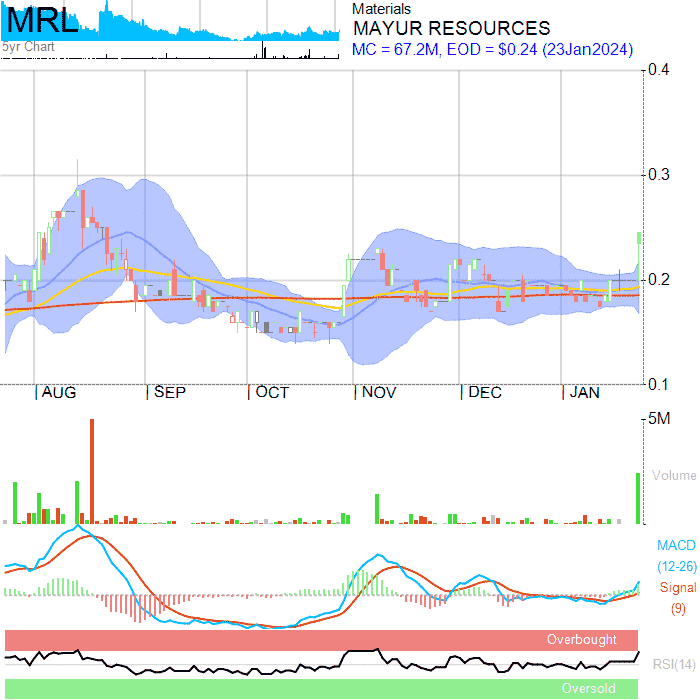 MRL
5yr Chart
Materials
MAYUR RESOURCES
MC = 67.2M, EOD = $0.24 (23Jan2024)
0.4
0.3
0.2
0.1
AUG SEP OCT NOV DEC JAN
5M
Volume
MACD
(12-26)
Signal
(9)
Overbought
RSI(14)
Oversold